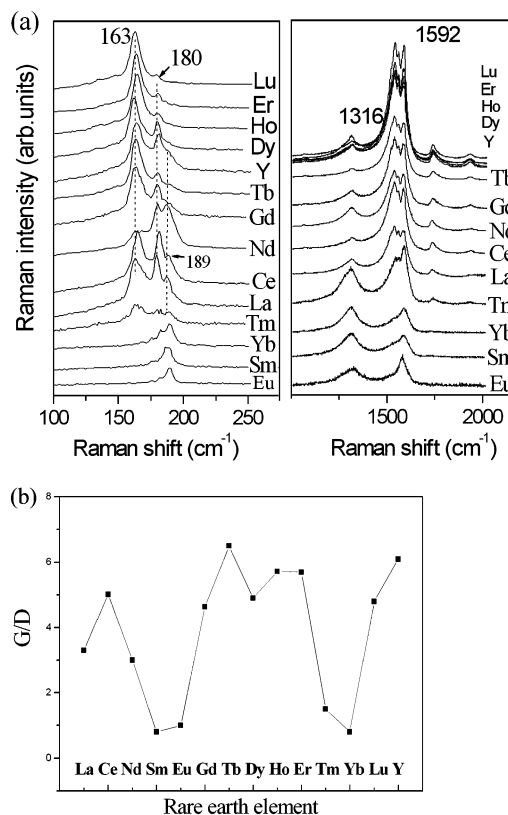 (a)
163
180
Lu
Er
Ho
Dy
Y
Tb
Gd
Nd
189
Ce
La
Tm
Yb
Sm
Eu
100 150 200 250
Raman shift (cm-1)
Raman intensity (arb.units)
1592
1316
Lu
Er
Ho
Dy
Y
Tb
Gd
Nd
Ce
La
Tm
Yb
Sm
Eu
1500 2000
Raman shift (cm-1)
(b)
8
6
4
2
0
G/D
La Ce Nd Sm Eu Gd Tb Dy Ho Er Tm Yb Lu Y
Rare earth element